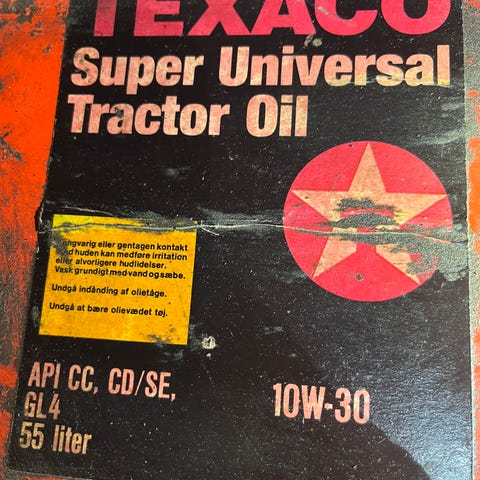 TEXACO
Super Universal
Tractor Oil
eller gentagen kontakt
huden kan medføre irritation
eller alvorligere hudlidelser.
Vask grundigt med vand og sæbe.
Undgå indånding af olietåge.
Undgå at bære olievædet tøj.
API CC, CD/SE,
GL4
55 liter
10W-30